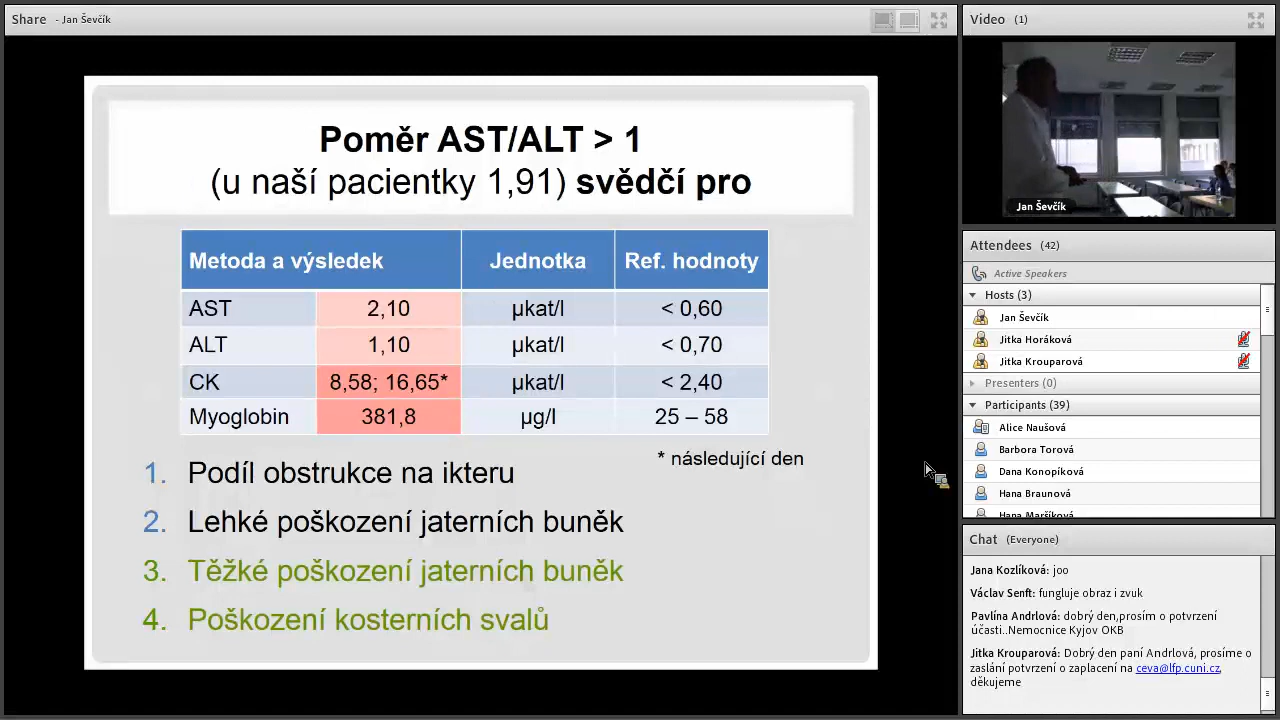 Share - Jan Ševčík
Poměr AST/ALT > 1
(u naší pacientky 1,91) svědčí pro
Metoda a výsledek Jednotka Ref. hodnoty
AST 2,10 µkat/l < 0,60
ALT 1,10 µkat/l < 0,70
CK 8,58; 16,65* µkat/l < 2,40
Myoglobin 381,8 µg/l 25 – 58
* následující den
1. Podíl obstrukce na ikteru
2. Lehké poškození jaterních buněk
3. Těžké poškození jaterních buněk
4. Poškození kosterních svalů
Video (1)
Jan Ševčík
Attendees (42)
Active Speakers
Hosts (3)
Jan Ševčík
Jitka Horáková
Jitka Krouparová
Presenters (0)
Participants (39)
Alice Naušová
Barbora Torová
Dana Konopíková
Hana Braunová
Hana Maršíková
Chat (Everyone)
Jana Kozlíková: joo
Václav Senft: fungluje obraz i zvuk
Pavlína Andrlová: dobrý den,prosím o potvrzení
účasti..Nemocnice Kyjov OKB
Jitka Krouparová: Dobrý den paní Andrlová, prosíme o
zaslání potvrzení o zaplacení na ceva@lfp.cuni.cz,
děkujeme